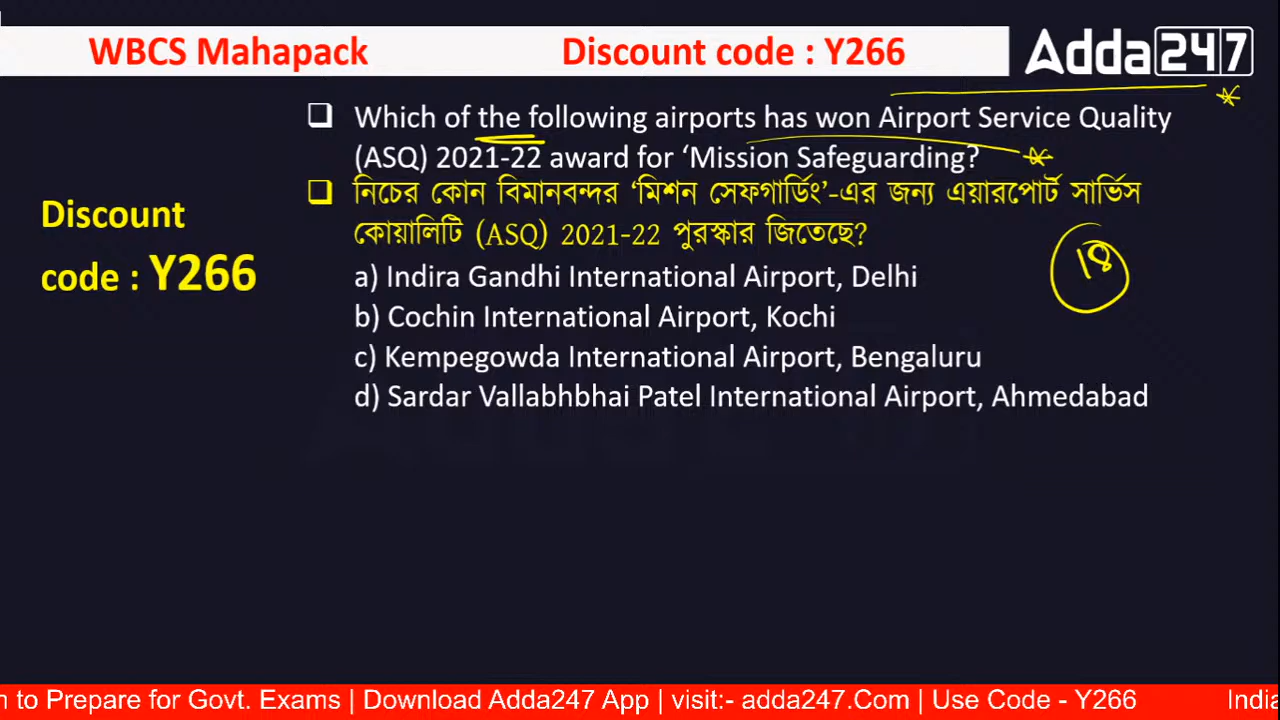 WBCS Mahapack Discount code : Y266 Adda247
Which of the following airports has won Airport Service Quality
(ASQ) 2021-22 award for ‘Mission Safeguarding?
নিচের কোন বিমানবন্দর ‘মিশন সেফগার্ডিং’-এর জন্য এয়ারপোর্ট সার্ভিস
কোয়ালিটি (ASQ) 2021-22 পুরস্কার জিতেছে?
Discount
code : Y266
a) Indira Gandhi International Airport, Delhi
b) Cochin International Airport, Kochi
c) Kempegowda International Airport, Bengaluru
d) Sardar Vallabhbhai Patel International Airport, Ahmedabad
n to Prepare for Govt. Exams | Download Adda247 App | visit:- adda247.Com | Use Code - Y266 India